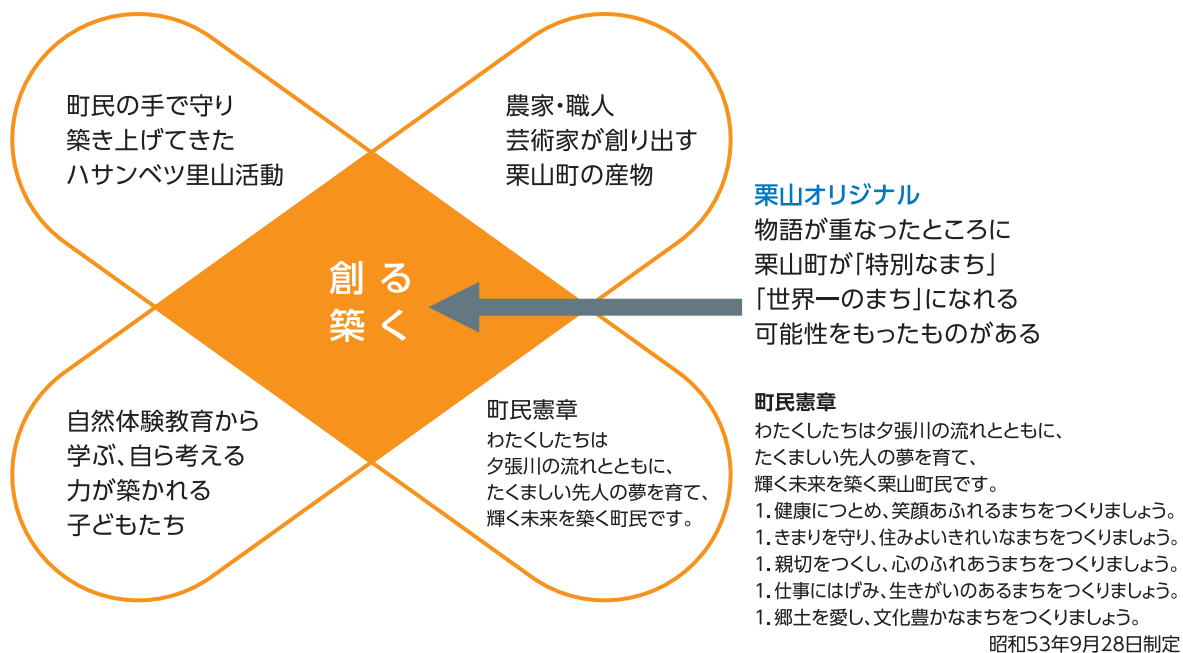 町民の手で守り
築き上げてきた
ハサンベツ里山活動
農家・職人
芸術家が創り出す
栗山町の産物
創る
築く
栗山オリジナル
物語が重なったところに
栗山町が「特別なまち」
「世界一のまち」になれる
可能性をもったものがある
自然体験教育から
学ぶ、自ら考える
力が築かれる
子どもたち
町民憲章
わたくしたちは
夕張川の流れとともに、
たくましい先人の夢を育て、
輝く未来を築く町民です。
町民憲章
わたくしたちは夕張川の流れとともに、
たくましい先人の夢を育て、
輝く未来を築く栗山町民です。
1.健康につとめ、笑顔あふれるまちをつくりましょう。
1.きまりを守り、住みよいきれいなまちをつくりましょう。
1.親切をつくし、心のふれあうまちをつくりましょう。
1.仕事にはげみ、生きがいのあるまちをつくりましょう。
1.郷土を愛し、文化豊かなまちをつくりましょう。
昭和53年9月28日制定